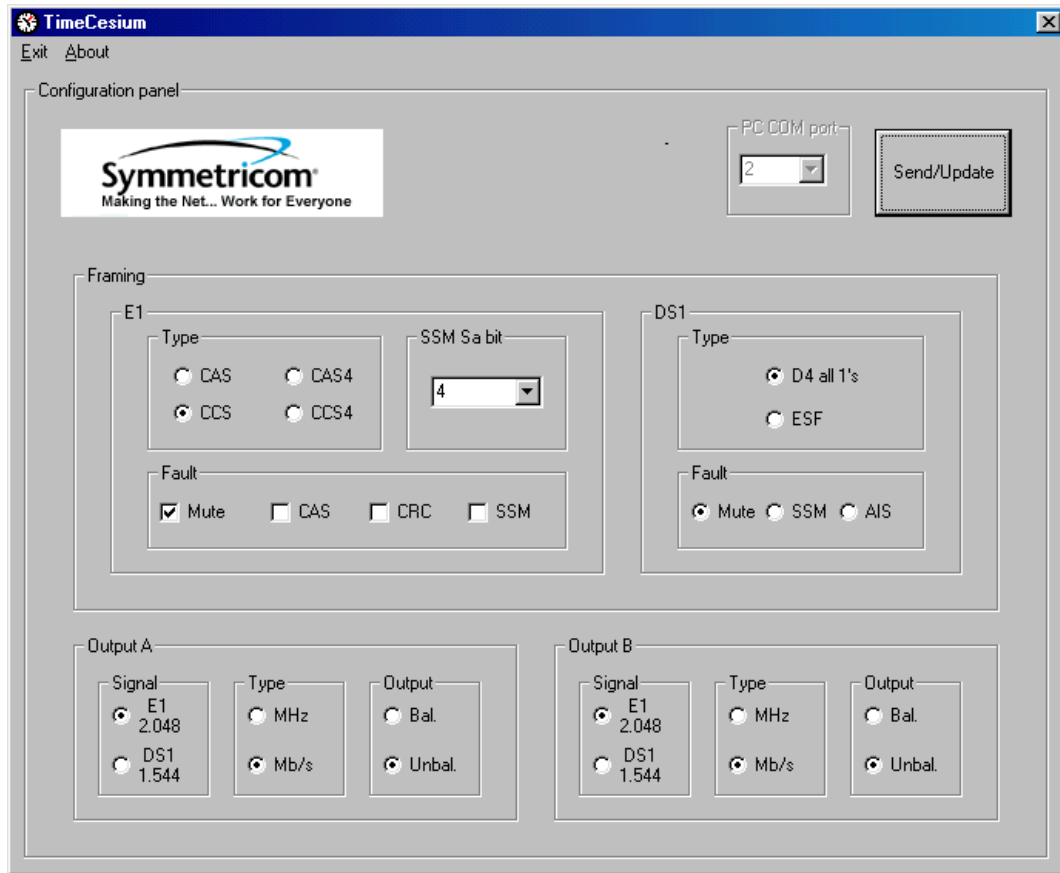 TimeCesium
Exit About
Configuration panel
Symmetricom
Making the Net... Work for Everyone
PC COM port
2
Send/Update
Framing
E1
Type
CAS CAS4
CCS CCS4
SSM Sa bit
4
Fault
Mute CAS CRC SSM
DS1
Type
D4 all 1's
ESF
Fault
Mute SSM AIS
Output A
Signal
E1
2.048
DS1
1.544
Type
MHz
Mb/s
Output
Bal.
Unbal.
Output B
Signal
E1
2.048
DS1
1.544
Type
MHz
Mb/s
Output
Bal.
Unbal.